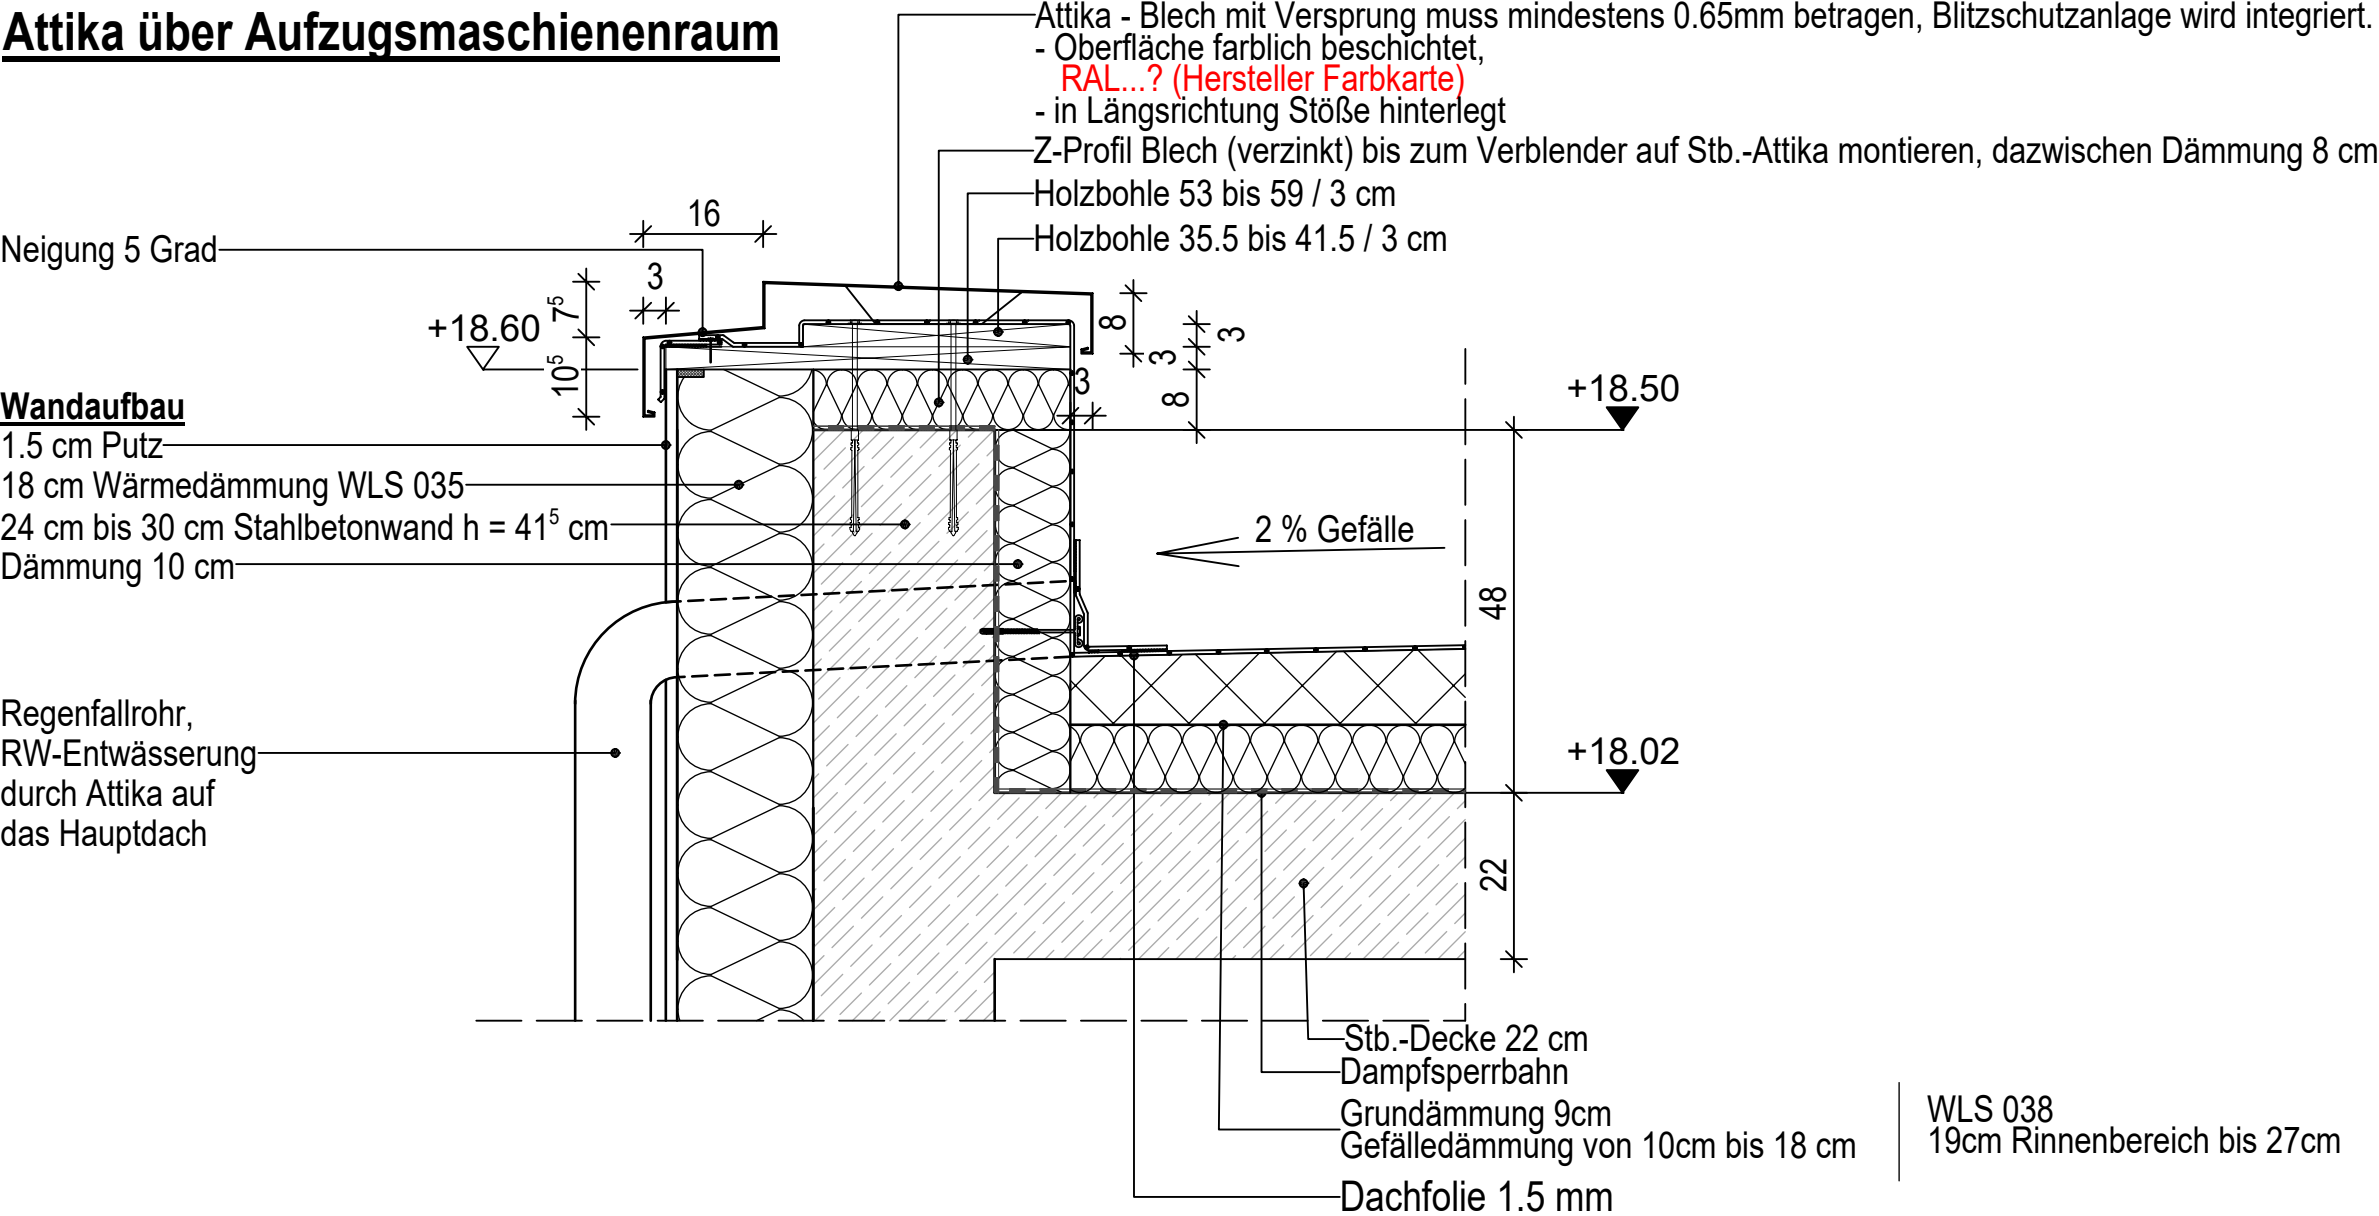 Attika über Aufzugsmaschienenraum
Attika - Blech mit Versprung muss mindestens 0.65mm betragen, Blitzschutzanlage wird integriert.
- Oberfläche farblich beschichtet,
RAL...? (Hersteller Farbkarte)
- in Längsrichtung Stöße hinterlegt
Z-Profil Blech (verzinkt) bis zum Verblender auf Stb.-Attika montieren, dazwischen Dämmung 8 cm
Holzbohle 53 bis 59 / 3 cm
Holzbohle 35.5 bis 41.5 / 3 cm
Neigung 5 Grad
16
3
7⁵
10⁵
+18.60
8
3
3
8
3
+18.50
Wandaufbau
1.5 cm Putz
18 cm Wärmedämmung WLS 035
24 cm bis 30 cm Stahlbetonwand h = 41⁵ cm
Dämmung 10 cm
2 % Gefälle
48
Regenfallrohr,
RW-Entwässerung
durch Attika auf
das Hauptdach
+18.02
22
Stb.-Decke 22 cm
Dampfsperrbahn
Grundämmung 9cm
Gefälledämmung von 10cm bis 18 cm
WLS 038
19cm Rinnenbereich bis 27cm
Dachfolie 1.5 mm